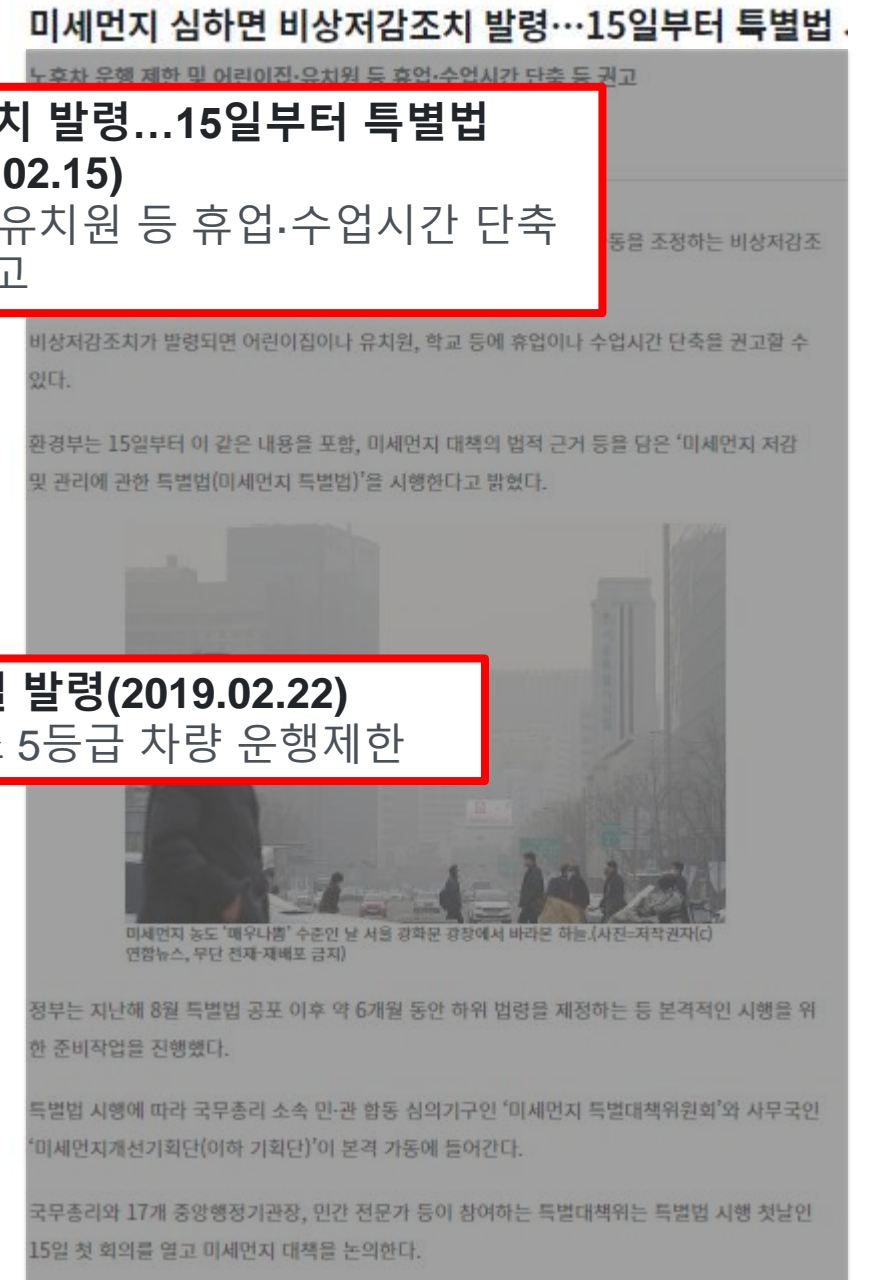 미세먼지 심하면 비상저감조치 발령…15일부터 특별법
노후차 운행 제한 및 어린이집·유치원 등 휴업·수업시간 단축 등 권고
치 발령…15일부터 특별법
02.15)
유치원 등 휴업·수업시간 단축
고
동을 조정하는 비상저감조
비상저감조치가 발령되면 어린이집이나 유치원, 학교 등에 휴업이나 수업시간 단축을 권고할 수
있다.
환경부는 15일부터 이 같은 내용을 포함, 미세먼지 대책의 법적 근거 등을 담은 ‘미세먼지 저감
및 관리에 관한 특별법(미세먼지 특별법)’을 시행한다고 밝혔다.
발령(2019.02.22)
5등급 차량 운행제한
미세먼지 농도 ‘매우나쁨’ 수준인 날 서울 광화문 광장에서 바라본 하늘.(사진=저작권자(c)
연합뉴스, 무단 전재-재배포 금지)
정부는 지난해 8월 특별법 공포 이후 약 6개월 동안 하위 법령을 제정하는 등 본격적인 시행을 위
한 준비작업을 진행했다.
특별법 시행에 따라 국무총리 소속 민·관 합동 심의기구인 ‘미세먼지 특별대책위원회’와 사무국인
‘미세먼지개선기획단(이하 기획단)’이 본격 가동에 들어간다.
국무총리와 17개 중앙행정기관장, 민간 전문가 등이 참여하는 특별대책위는 특별법 시행 첫날인
15일 첫 회의를 열고 미세먼지 대책을 논의한다.